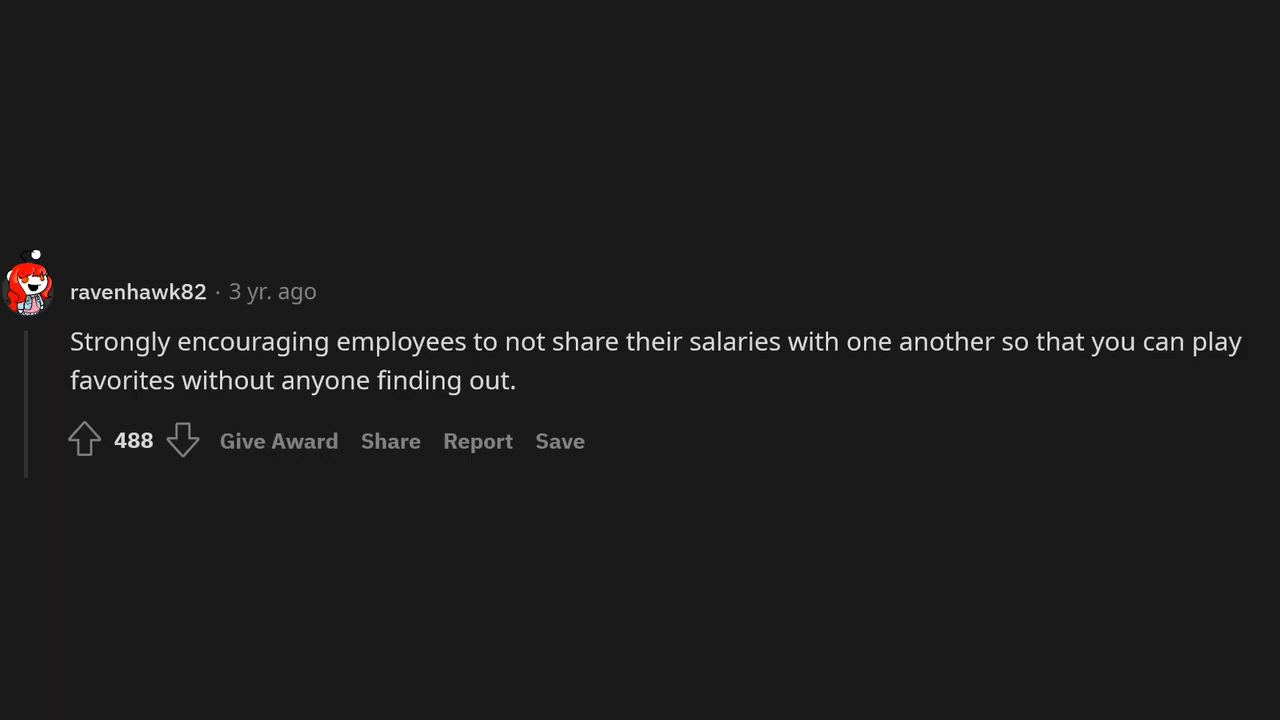 ravenhawk82 · 3 yr. ago
Strongly encouraging employees to not share their salaries with one another so that you can play
favorites without anyone finding out.
488 Give Award Share Report Save